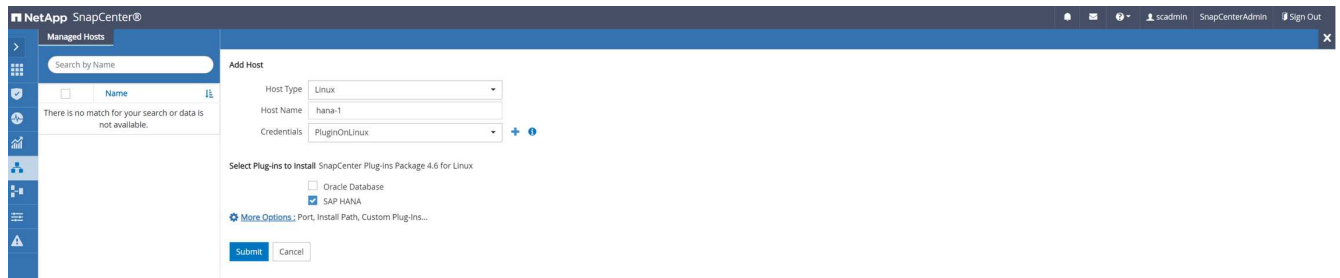 NetApp SnapCenter®
scadmin SnapCenterAdmin Sign Out
Managed Hosts
Search by Name
Name
There is no match for your search or data is
not available.
Add Host
Host Type Linux
Host Name hana-1
Credentials PluginOnLinux
Select Plug-ins to Install SnapCenter Plug-ins Package 4.6 for Linux
Oracle Database
SAP HANA
More Options : Port, Install Path, Custom Plug-Ins...
Submit Cancel